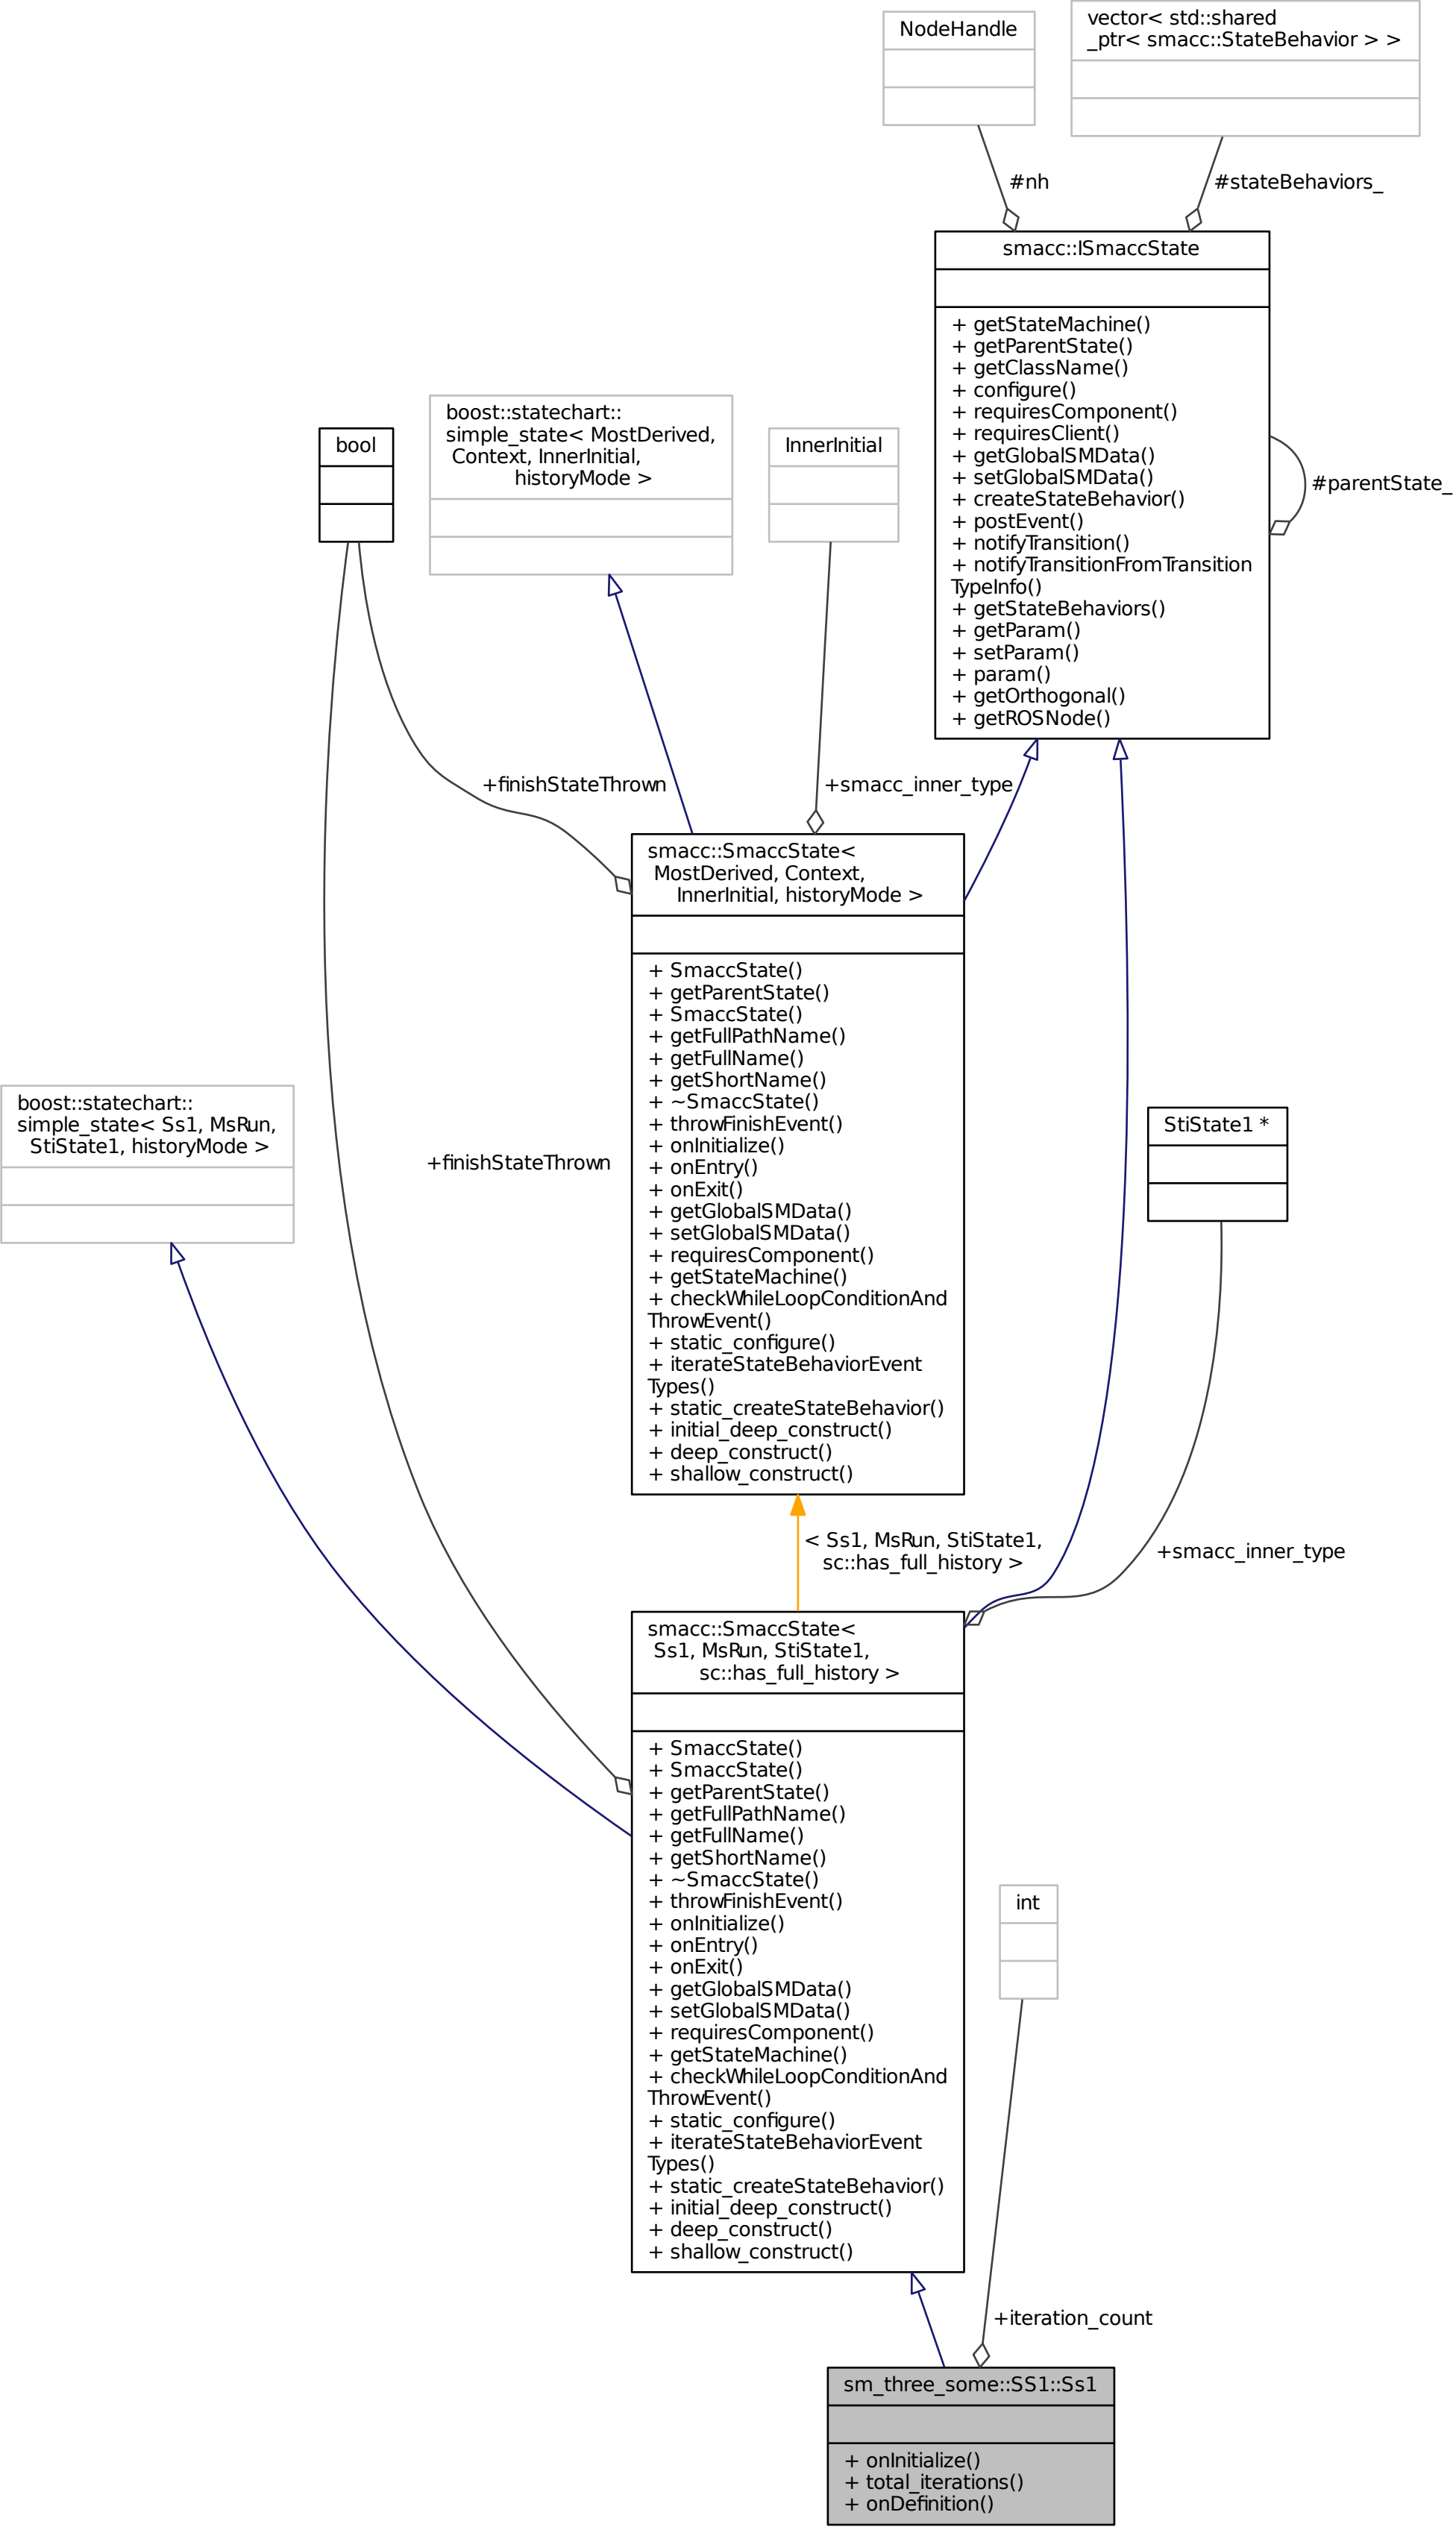 NodeHandle
vector< std::shared
_ptr< smacc::StateBehavior > >
#nh
#stateBehaviors_
smacc::ISmaccState
+ getStateMachine()
+ getParentState()
+ getClassName()
+ configure()
+ requiresComponent()
+ requiresClient()
+ getGlobalSMData()
+ setGlobalSMData()
+ createStateBehavior()
+ postEvent()
+ notifyTransition()
+ notifyTransitionFromTransition
TypeInfo()
+ getStateBehaviors()
+ getParam()
+ setParam()
+ param()
+ getOrthogonal()
+ getROSNode()
#parentState_
bool
boost::statechart::
simple_state< MostDerived,
Context, InnerInitial,
historyMode >
InnerInitial
+finishStateThrown
+smacc_inner_type
smacc::SmaccState<
MostDerived, Context,
InnerInitial, historyMode >
+ SmaccState()
+ getParentState()
+ SmaccState()
+ getFullPathName()
+ getFullName()
+ getShortName()
+ ~SmaccState()
+ throwFinishEvent()
+ onInitialize()
+ onEntry()
+ onExit()
+ getGlobalSMData()
+ setGlobalSMData()
+ requiresComponent()
+ getStateMachine()
+ checkWhileLoopConditionAnd
ThrowEvent()
+ static_configure()
+ iterateStateBehaviorEvent
Types()
+ static_createStateBehavior()
+ initial_deep_construct()
+ deep_construct()
+ shallow_construct()
boost::statechart::
simple_state< Ss1, MsRun,
StiState1, historyMode >
+finishStateThrown
StiState1 *
< Ss1, MsRun, StiState1,
sc::has_full_history >
+smacc_inner_type
smacc::SmaccState<
Ss1, MsRun, StiState1,
sc::has_full_history >
+ SmaccState()
+ SmaccState()
+ getParentState()
+ getFullPathName()
+ getFullName()
+ getShortName()
+ ~SmaccState()
+ throwFinishEvent()
+ onInitialize()
+ onEntry()
+ onExit()
+ getGlobalSMData()
+ setGlobalSMData()
+ requiresComponent()
+ getStateMachine()
+ checkWhileLoopConditionAnd
ThrowEvent()
+ static_configure()
+ iterateStateBehaviorEvent
Types()
+ static_createStateBehavior()
+ initial_deep_construct()
+ deep_construct()
+ shallow_construct()
int
+iteration_count
sm_three_some::SS1::Ss1
+ onInitialize()
+ total_iterations()
+ onDefinition()